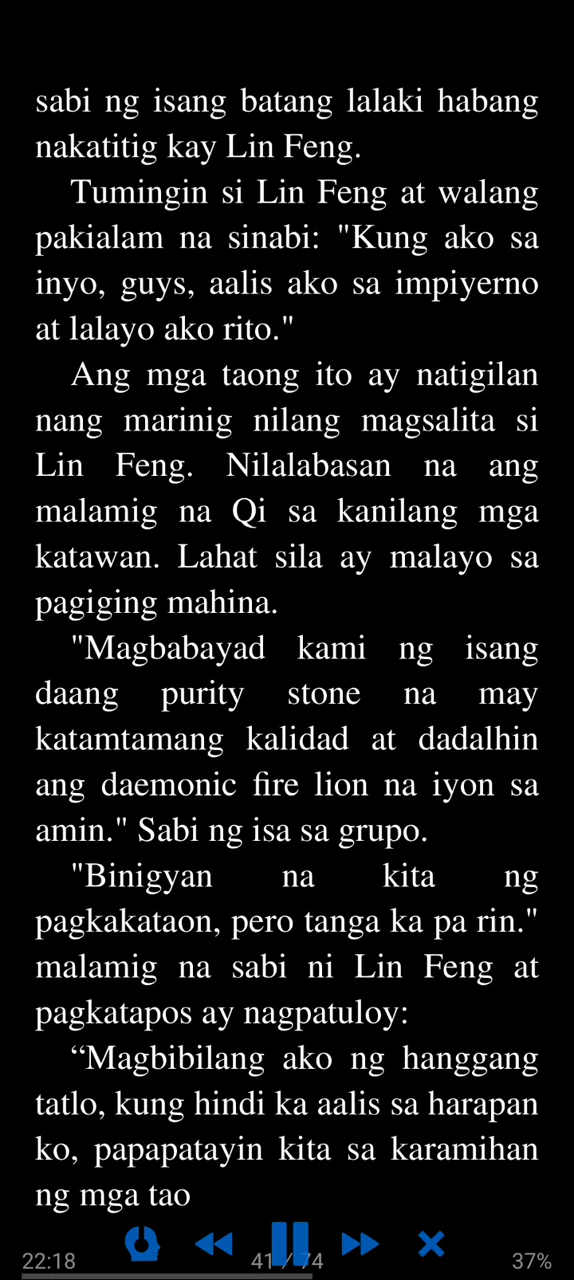 sabi ng isang batang lalaki habang
nakatitig kay Lin Feng.
Tumingin si Lin Feng at walang
pakialam na sinabi: "Kung ako sa
inyo, guys, aalis ako sa impiyerno
at lalayo ako rito."
Ang mga taong ito ay natigilan
nang marinig nilang magsalita si
Lin Feng. Nilalabasan na ang
malamig na Qi sa kanilang mga
katawan. Lahat sila ay malayo sa
pagiging mahina.
"Magbabayad kami ng isang
daang purity stone na may
katamtamang kalidad at dadalhin
ang daemonic fire lion na iyon sa
amin." Sabi ng isa sa grupo.
"Binigyan na kita ng
pagkakataon, pero tanga ka pa rin."
malamig na sabi ni Lin Feng at
pagkatapos ay nagpatuloy:
“Magbibilang ako ng hanggang
tatlo, kung hindi ka aalis sa harapan
ko, papapatayin kita sa karamihan
ng mga tao
22:18 41 / 74 37%